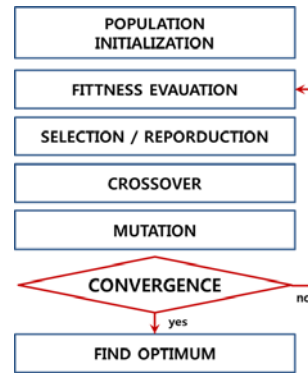 POPULATION
INITIALIZATION
FITTNESS EVAUATION
SELECTION / REPORDUCTION
CROSSOVER
MUTATION
CONVERGENCE
no
yes
FIND OPTIMUM